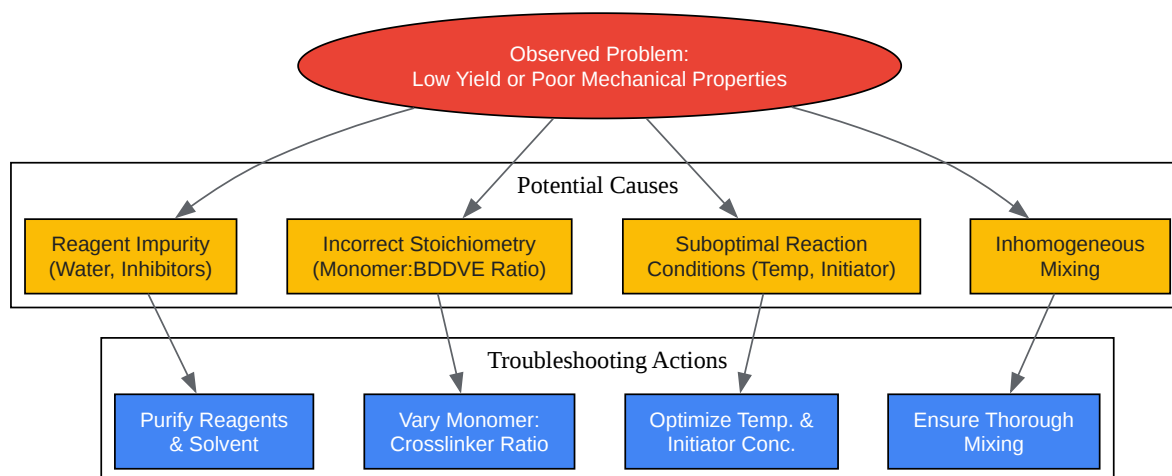 Observed Problem:
Low Yield or Poor Mechanical Properties
Potential Causes
Reagent Impurity
(Water, Inhibitors)
Incorrect Stoichiometry
(Monomer:BDDVE Ratio)
Suboptimal Reaction
Conditions (Temp, Initiator)
Inhomogeneous
Mixing
Troubleshooting Actions
Purify Reagents
& Solvent
Vary Monomer:
Crosslinker Ratio
Optimize Temp. &
Initiator Conc.
Ensure Thorough
Mixing